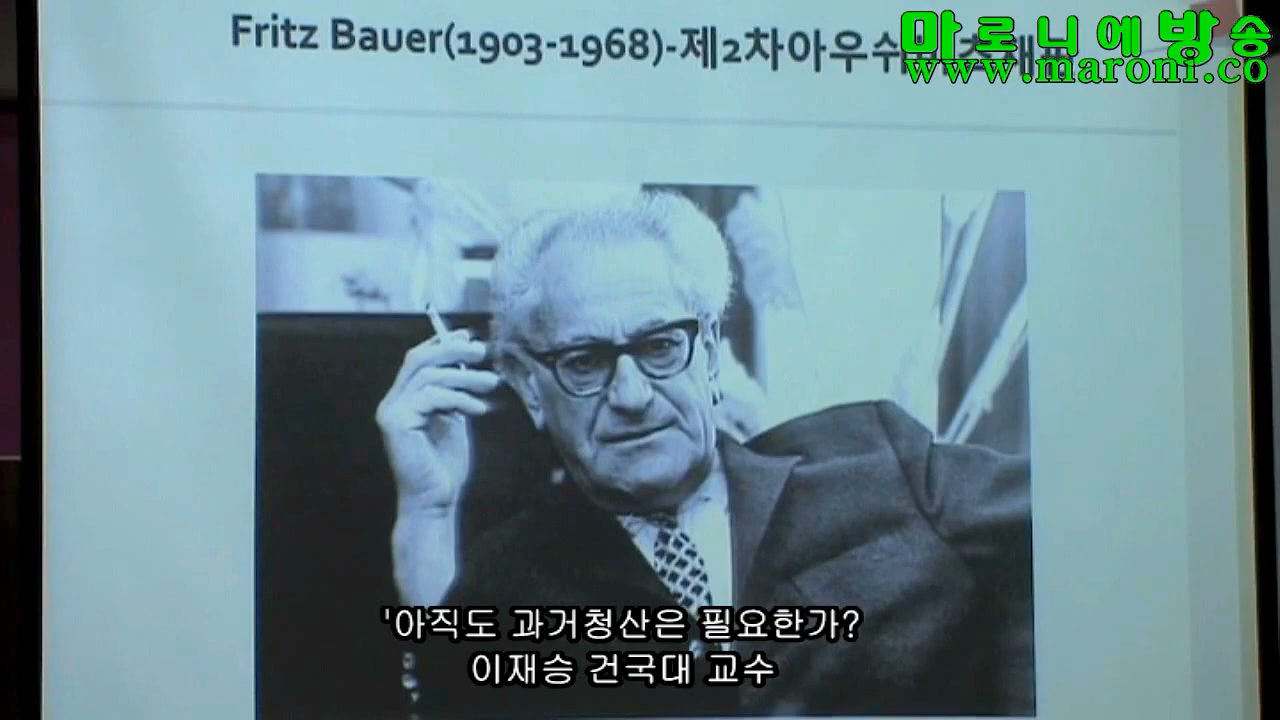 Fritz Bauer(1903-1968)-제2차아우슈
마로니에방송
www.maroni.co
'아직도 과거청산은 필요한가?
이재승 건국대 교수